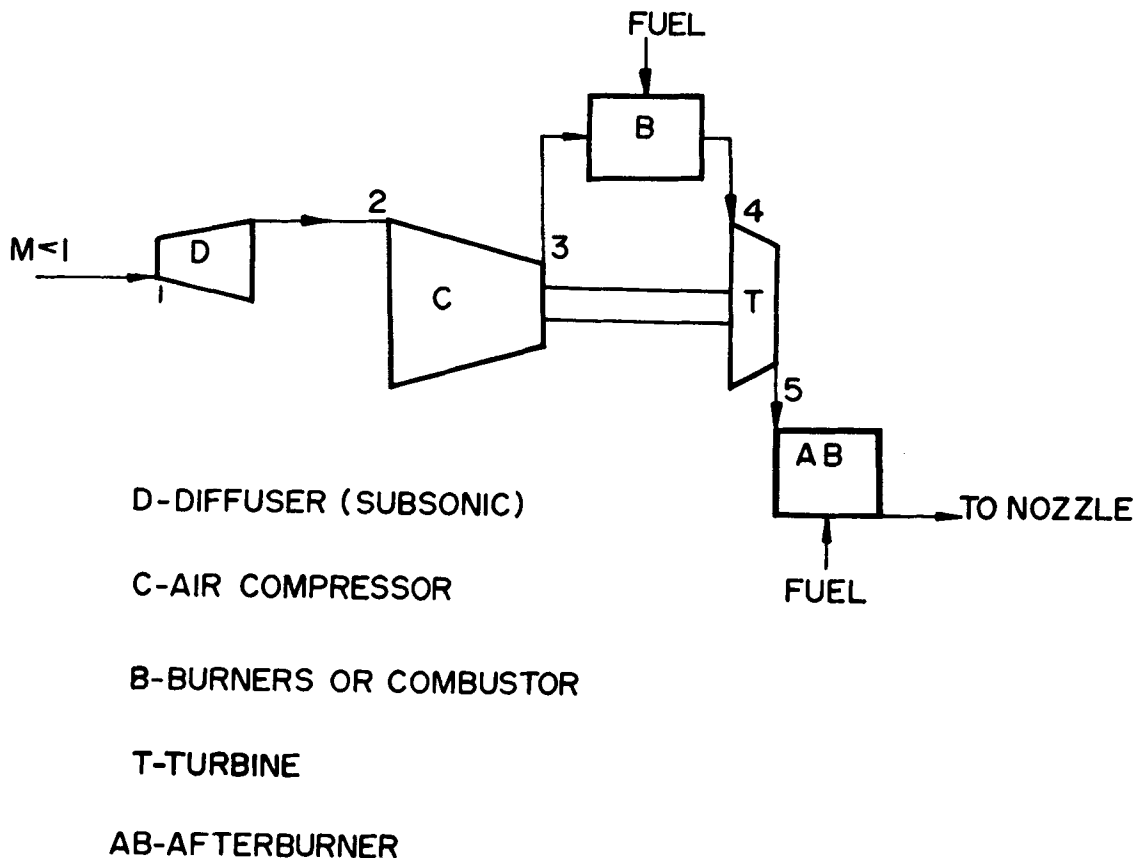 FUEL
B
2
4
M<1
D
3
1
C
T
5
AB
D-DIFFUSER (SUBSONIC)
TO NOZZLE
C-AIR COMPRESSOR
FUEL
B-BURNERS OR COMBUSTOR
T-TURBINE
AB-AFTERBURNER